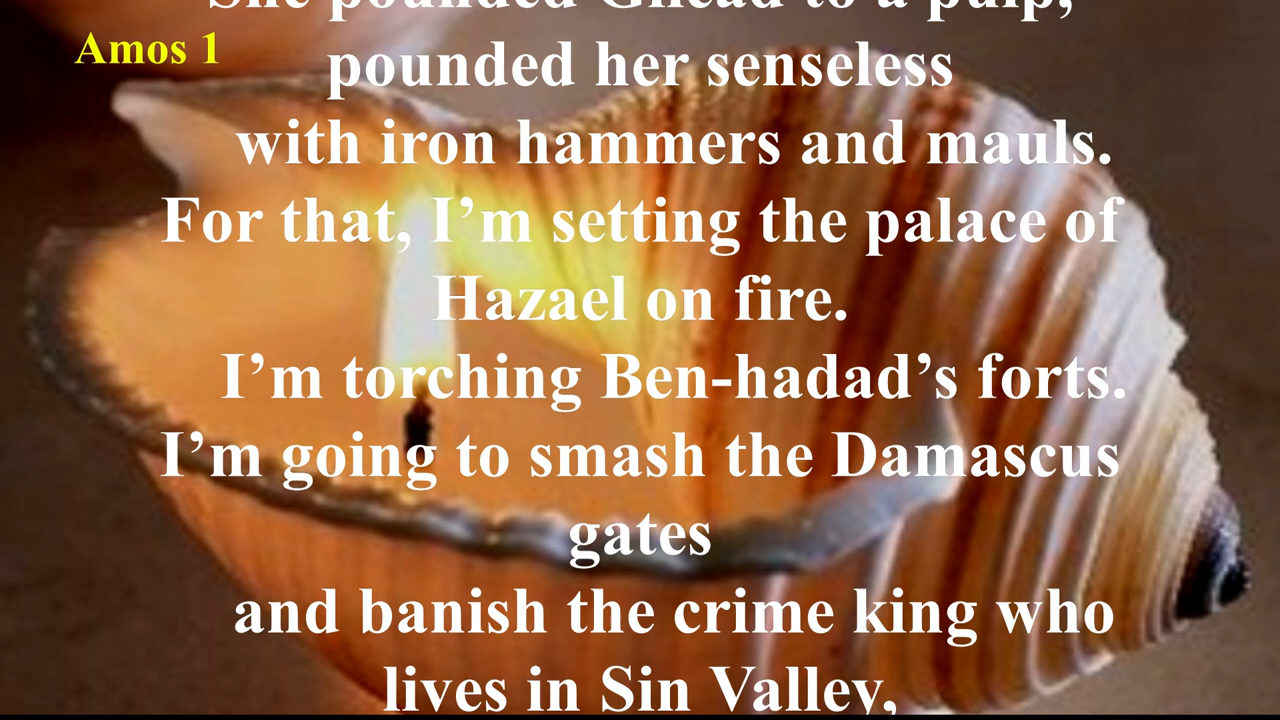 She pounded Gilead to a pulp,
Amos 1
pounded her senseless
with iron hammers and mauls.
For that, I’m setting the palace of
Hazael on fire.
I’m torching Ben-hadad’s forts.
I’m going to smash the Damascus
gates
and banish the crime king who
lives in Sin Valley,